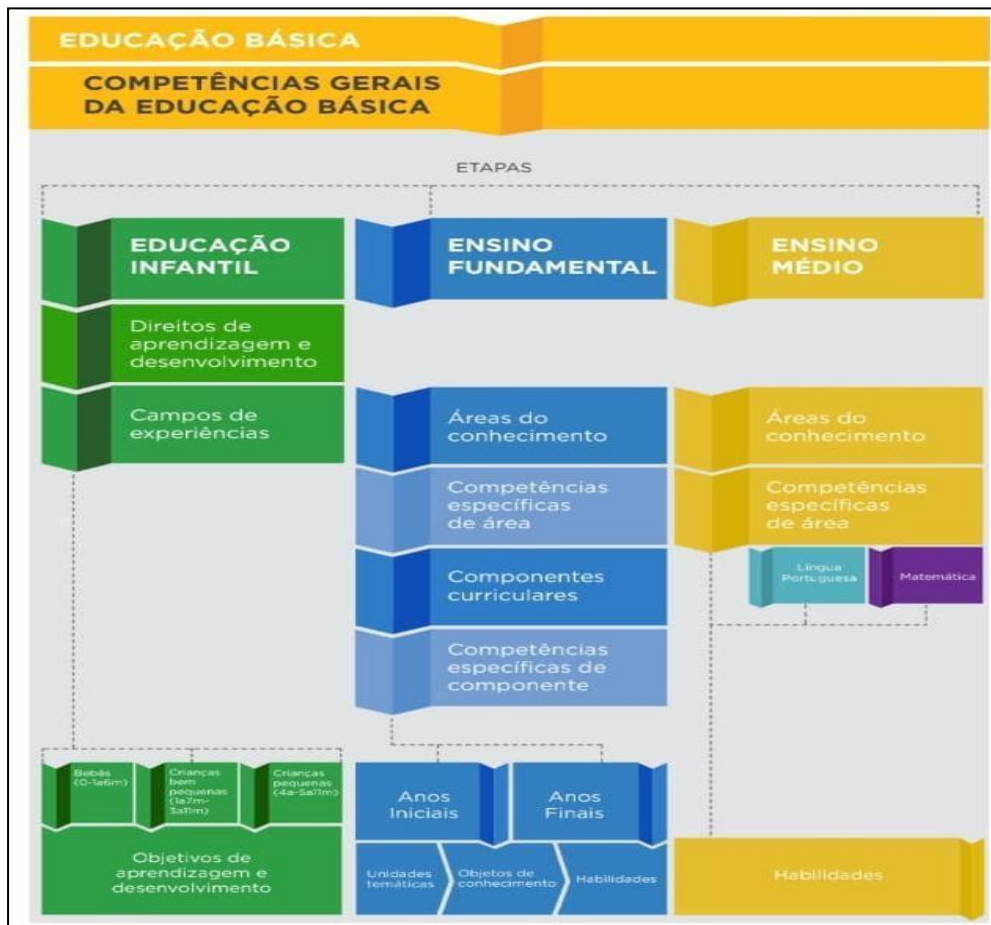 EDUCAÇÃO BÁSICA
COMPETÊNCIAS GERAIS
DA EDUCAÇÃO BÁSICA
ETAPAS
EDUCAÇÃO
INFANTIL
ENSINO
FUNDAMENTAL
ENSINO
MÉDIO
Direitos de
aprendizagem e
desenvolvimento
Campos de
experiências
Áreas do
conhecimento
Áreas do
conhecimento
Competências
específicas
de área
Competências
específicas
de área
Língua
Portuguesa
Matemática
Componentes
curriculares
Competências
específicas de
componente
Bebês
(0-1a6m)
Crianças
bem
pequenas
(1a7m-
3a11m)
Crianças
pequenas
(4a-5a11m)
Anos
Iniciais
Anos
Finais
Objetivos de
aprendizagem e
desenvolvimento
Unidades
temáticas
Objetos de
conhecimento
Habilidades
Habilidades